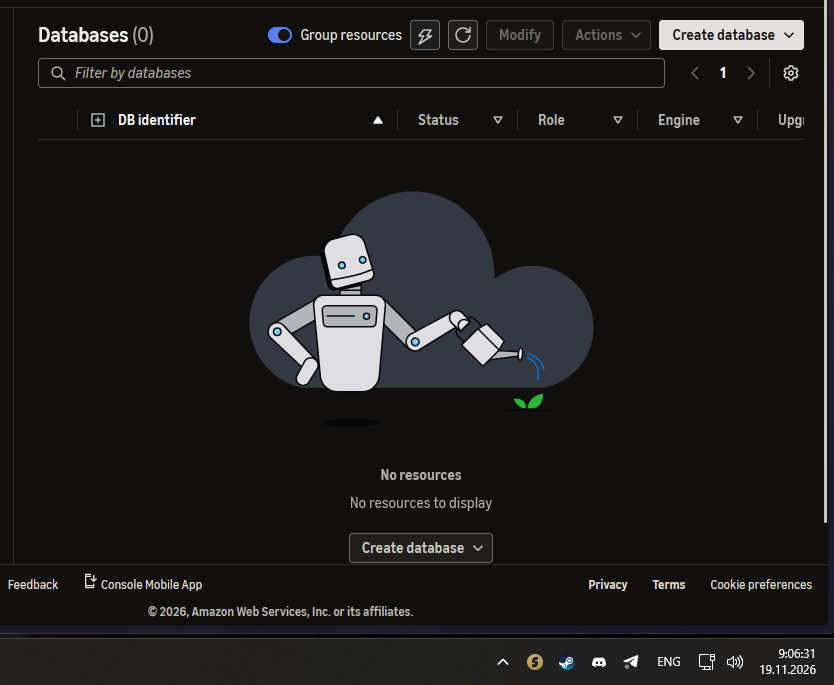 Databases (0) Group resources Modify Actions Create database
Filter by databases 1
DB identifier Status Role Engine
No resources
No resources to display
Create database
Feedback Console Mobile App Privacy Terms Cookie preferences
© 2026, Amazon Web Services, Inc. or its affiliates.
9:06:31
ENG
19.11.2026